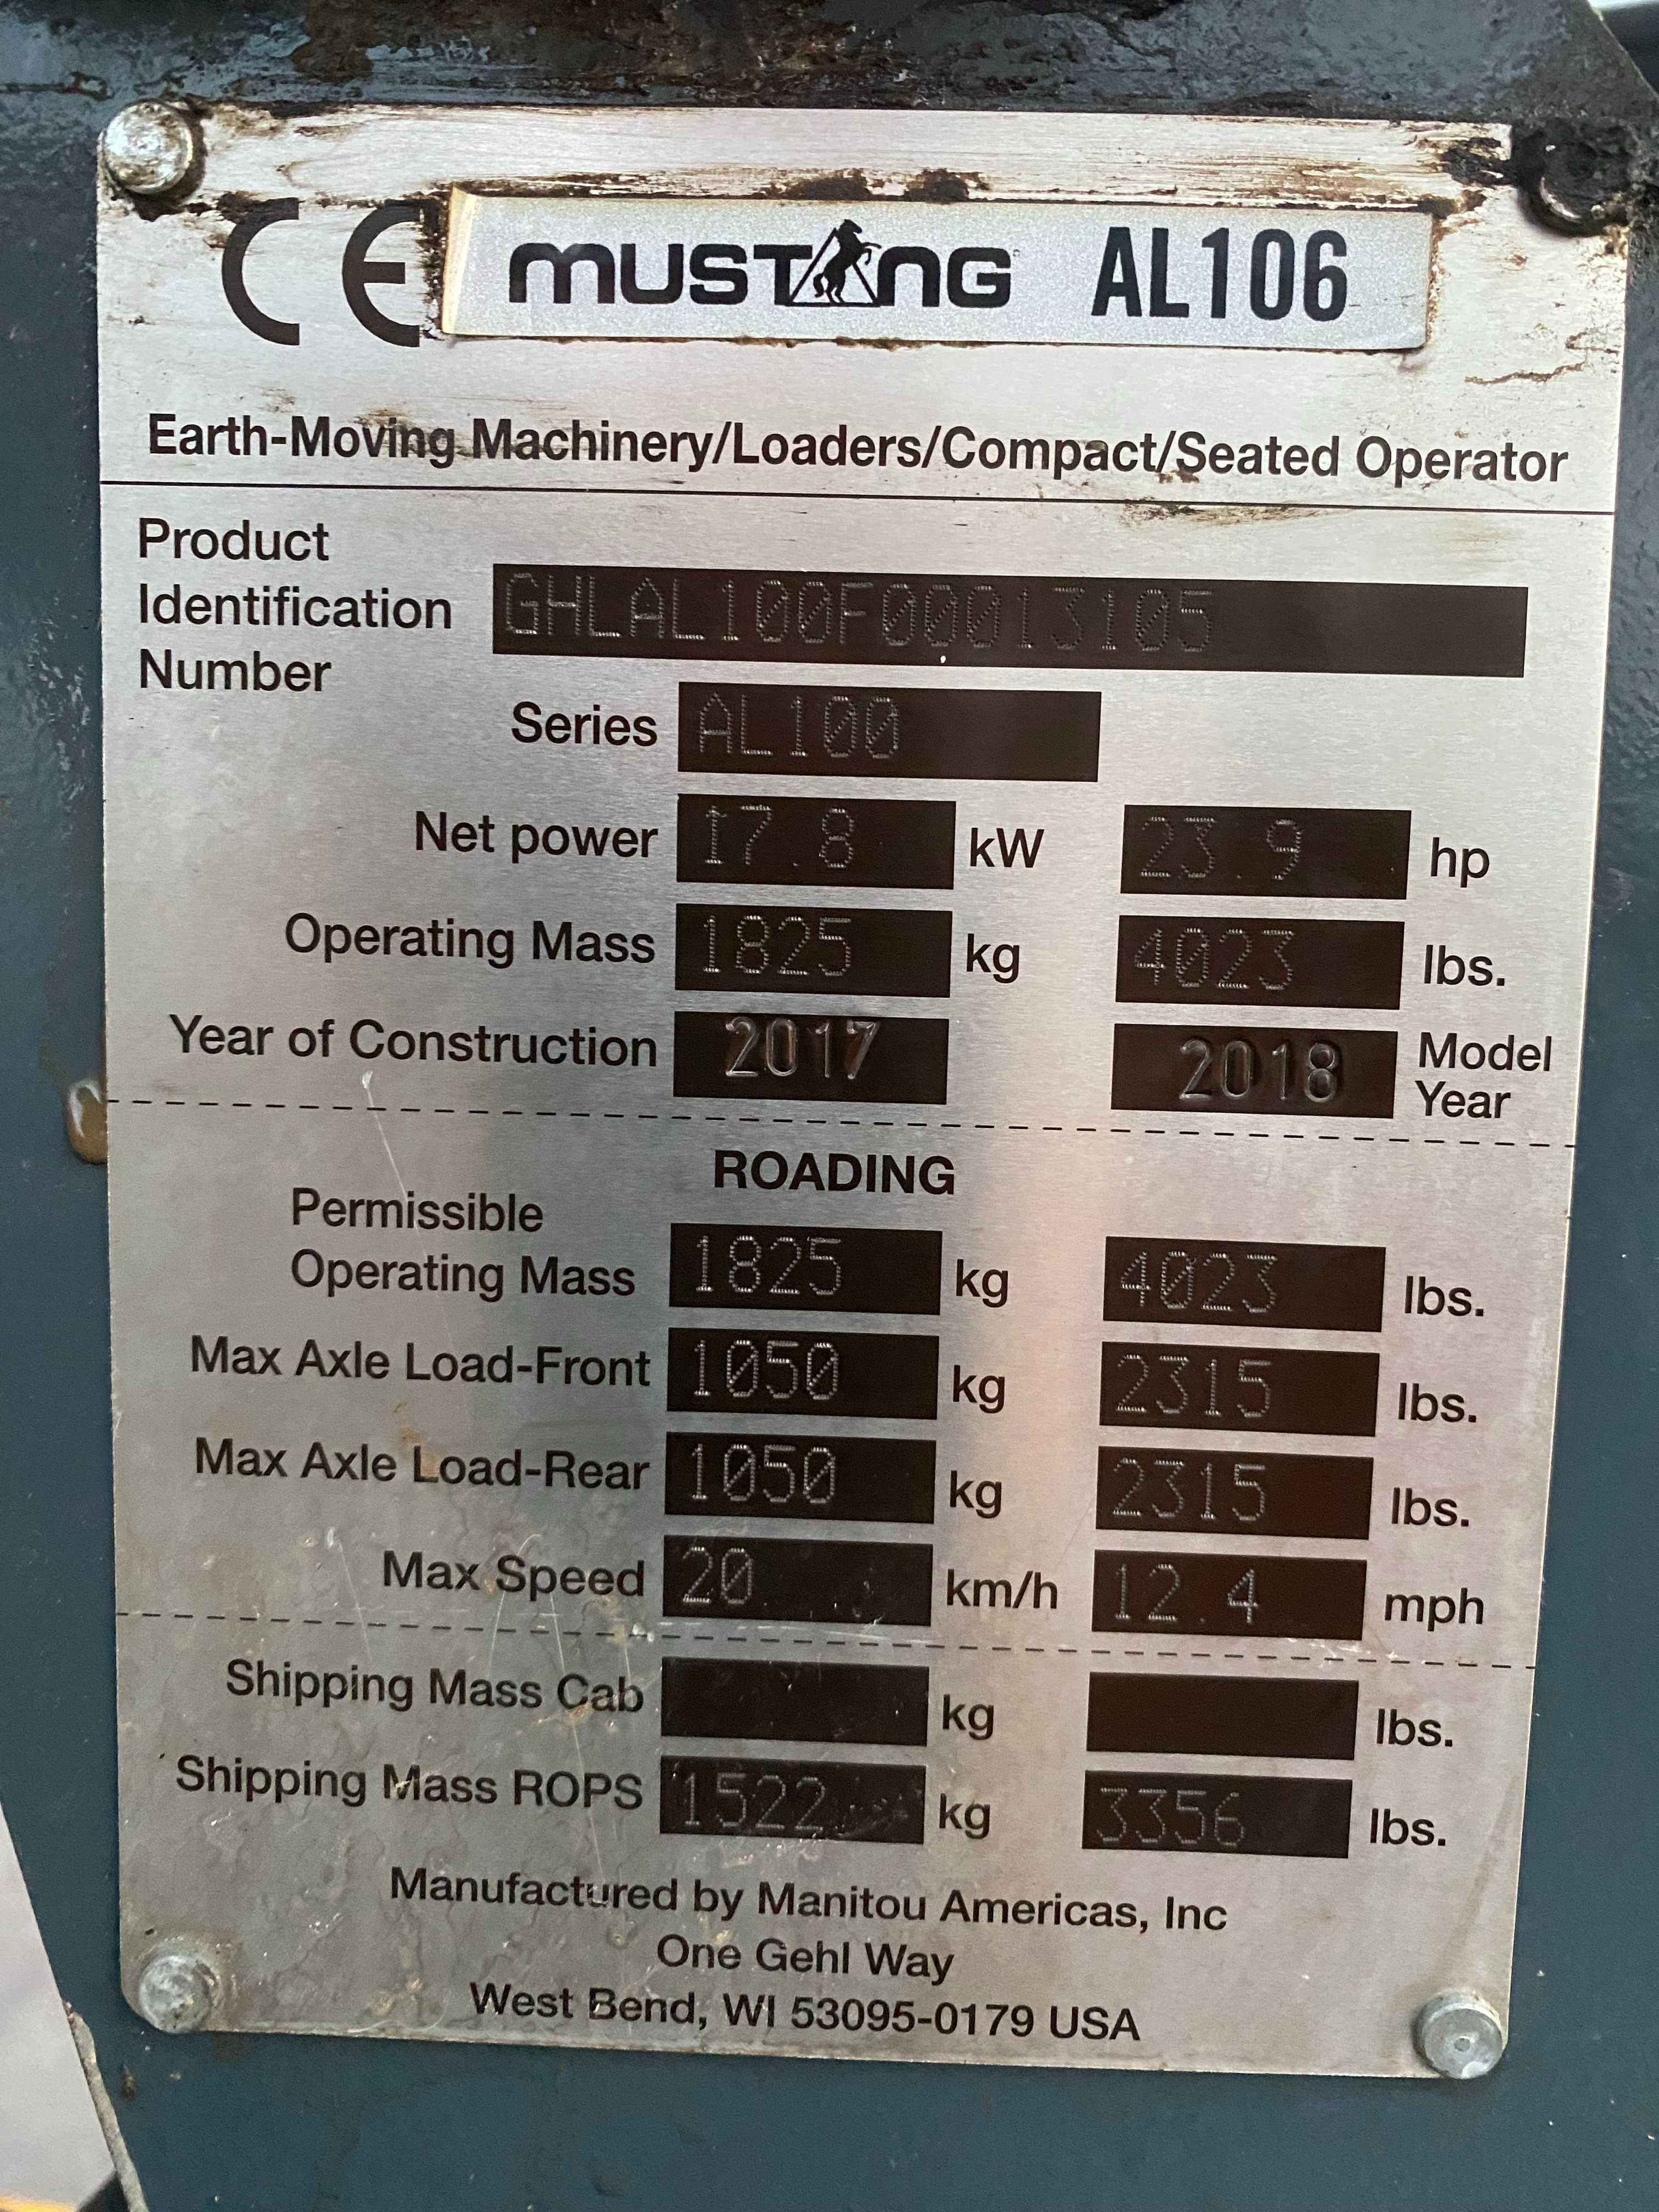 CE MUSTANG AL106
Earth-Moving Machinery/Loaders/Compact/Seated Operator
Product
Identification GHLAL100F00013105
Number
Series AL100
Net power 17.8 kW 23.9 hp
Operating Mass 1825 kg 4023 lbs.
Year of Construction 2017 2018 Model
Year
ROADING
Permissible
Operating Mass 1825 kg 4023 lbs.
Max Axle Load-Front 1050 kg 2315 lbs.
Max Axle Load-Rear 1050 kg 2315 lbs.
Max Speed 20 km/h 12.4 mph
Shipping Mass Cab kg lbs.
Shipping Mass ROPS 1522 kg 3356 lbs.
Manufactured by Manitou Americas, Inc
One Gehl Way
West Bend, WI 53095-0179 USA